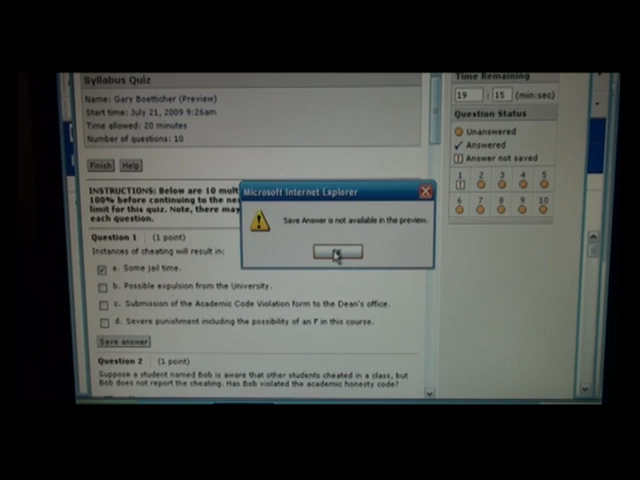 Syllabus Quiz
Name: Gary Boetticher (Preview)
Start time: July 21, 2009 9:26am
Time allowed: 20 minutes
Number of questions: 10
Finish Help
INSTRUCTIONS: Below are 10 mult
100% before continuing to the ne
limit for this quiz. Note, there may
each question.
Question 1 (1 point)
Instances of cheating will result in:
a. Some jail time.
b. Possible expulsion from the University.
c. Submission of the Academic Code Violation form to the Dean's office.
d. Severe punishment including the possibility of an F in this course.
Save answer
Question 2 (1 point)
Suppose a student named Bob is aware that other students cheated in a class, but
Bob does not report the cheating. Has Bob violated the academic honesty code?
Microsoft Internet Explorer
Save Answer is not available in the preview.
Time Remaining
19 : 15 (min:sec)
Question Status
Unanswered
Answered
Answer not saved
1 2 3 4 5
6 7 8 9 10